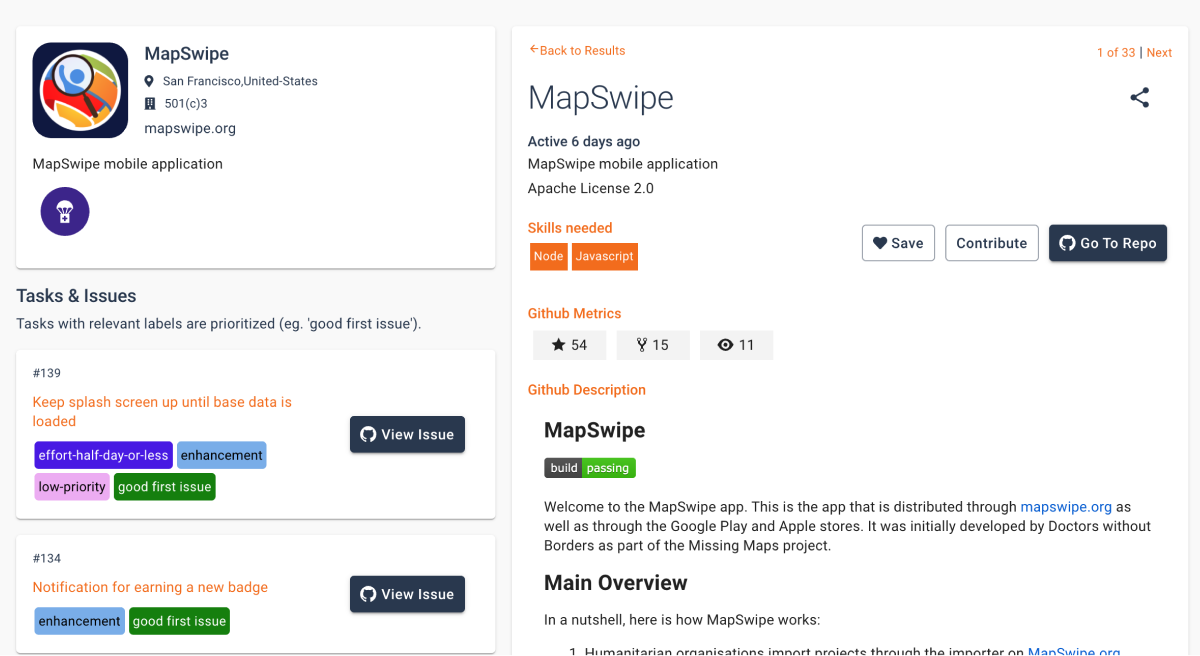 MapSwipe
San Francisco,United-States
501(c)3
mapswipe.org
MapSwipe mobile application
Tasks & Issues
Tasks with relevant labels are prioritized (eg. 'good first issue').
#139
Keep splash screen up until base data is
loaded
effort-half-day-or-less enhancement
low-priority good first issue
View Issue
#134
Notification for earning a new badge
enhancement good first issue
View Issue
Back to Results
1 of 33 | Next
MapSwipe
Active 6 days ago
MapSwipe mobile application
Apache License 2.0
Skills needed
Node Javascript
Save Contribute Go To Repo
Github Metrics
54 15 11
Github Description
MapSwipe
build passing
Welcome to the MapSwipe app. This is the app that is distributed through mapswipe.org as
well as through the Google Play and Apple stores. It was initially developed by Doctors without
Borders as part of the Missing Maps project.
Main Overview
In a nutshell, here is how MapSwipe works:
1. Humanitarian organisations import projects through the importer on MapSwipe.org